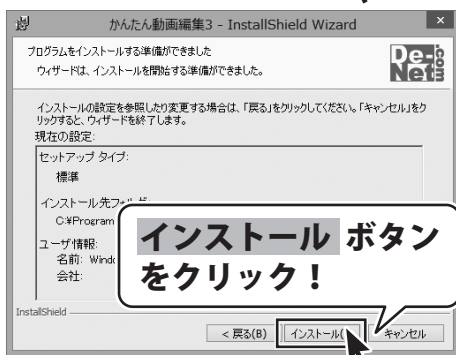 かんたん動画編集3 - InstallShield Wizard
プログラムをインストールする準備ができました
ウィザードは、インストールを開始する準備ができました。
De-
Net
.com
インストールの設定を参照したり変更する場合は、「戻る」をクリックしてください。「キャンセル」をク
リックすると、ウィザードを終了します。
現在の設定:
セットアップ タイプ:
標準
インストール先フォルダ:
C:¥Program
ユーザ情報:
名前: Windo
会社:
インストール ボタン
をクリック！
InstallShield
< 戻る(B)
インストール(
キャンセル